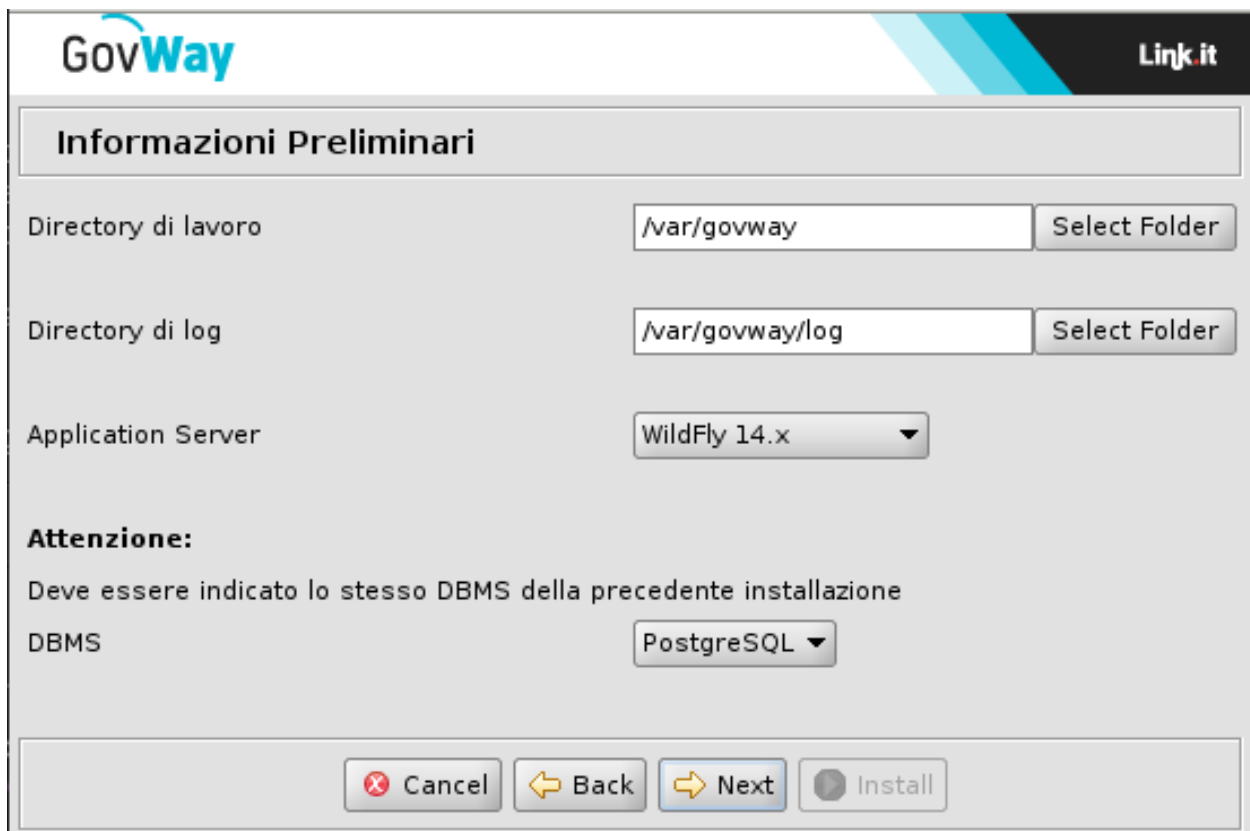 GovWay
Link.it
Informazioni Preliminari
Directory di lavoro
/var/govway
Select Folder
Directory di log
/var/govway/log
Select Folder
Application Server
WildFly 14.x
Attenzione:
Deve essere indicato lo stesso DBMS della precedente installazione
DBMS
PostgreSQL
Cancel
Back
Next
Install